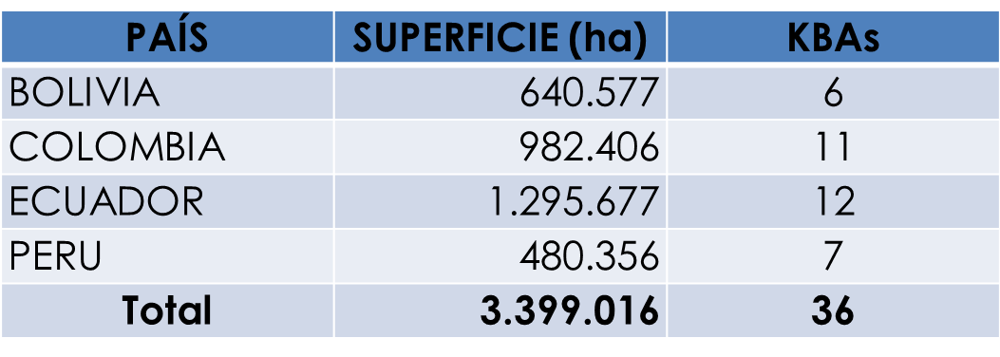 PAÍS SUPERFICIE (ha) KBAs
BOLIVIA 640.577 6
COLOMBIA 982.406 11
ECUADOR 1.295.677 12
PERU 480.356 7
Total 3.399.016 36